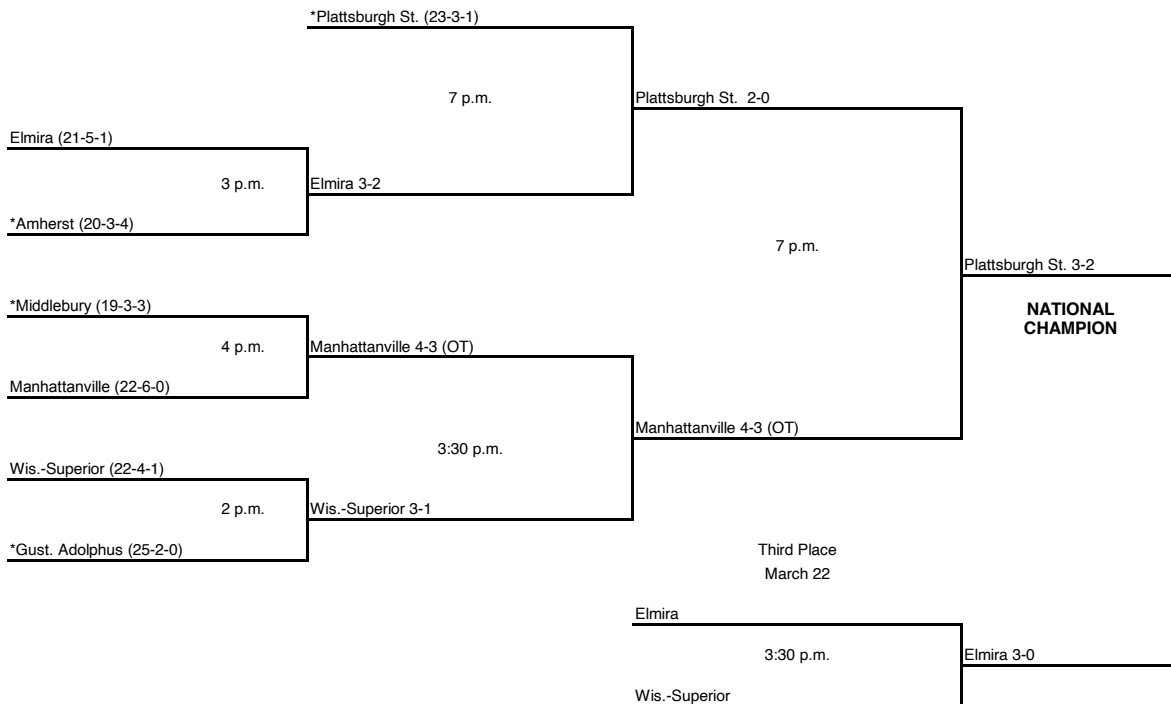 *Plattsburgh St. (23-3-1)
7 p.m.
Plattsburgh St.  2-0
Elmira (21-5-1)
3 p.m.
Elmira 3-2
*Amherst (20-3-4)
7 p.m.
Plattsburgh St. 3-2
*Middlebury (19-3-3)
NATIONAL
CHAMPION
4 p.m.
Manhattanville 4-3 (OT)
Manhattanville (22-6-0)
Manhattanville 4-3 (OT)
3:30 p.m.
Wis.-Superior (22-4-1)
2 p.m.
Wis.-Superior 3-1
*Gust. Adolphus (25-2-0)
Third Place
March 22
Elmira
3:30 p.m.
Elmira 3-0
Wis.-Superior